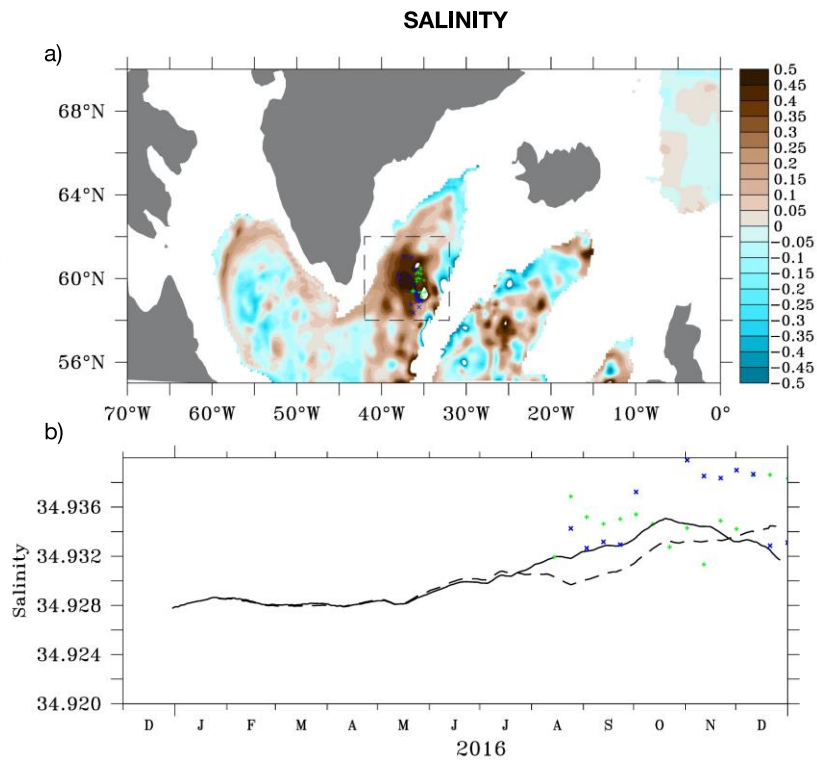 SALINITY
a)
68°N
64°N
60°N
56°N
70°W 60°W 50°W 40°W 30°W 20°W 10°W 0°
0.5
0.45
0.4
0.35
0.3
0.25
0.2
0.15
0.1
0.05
0
-0.05
-0.1
-0.15
-0.2
-0.25
-0.3
-0.35
-0.4
-0.45
-0.5
b)
Salinity
34.936
34.932
34.928
34.924
34.920
D J F M A M J J A S O N D
2016